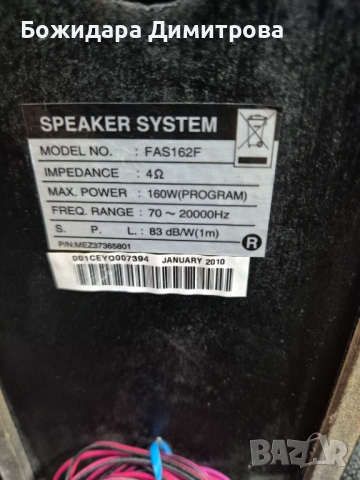 Божидара Димитрова
SPEAKER SYSTEM
MODEL NO. : FAS162F
IMPEDANCE : 4Ω
MAX. POWER : 160W(PROGRAM)
FREQ. RANGE : 70 ~ 20000Hz
S. P. L. : 83 dB/W(1m)
P/N:MEZ37365801
R
001CEYQ007394 JANUARY 2010
BAZAR